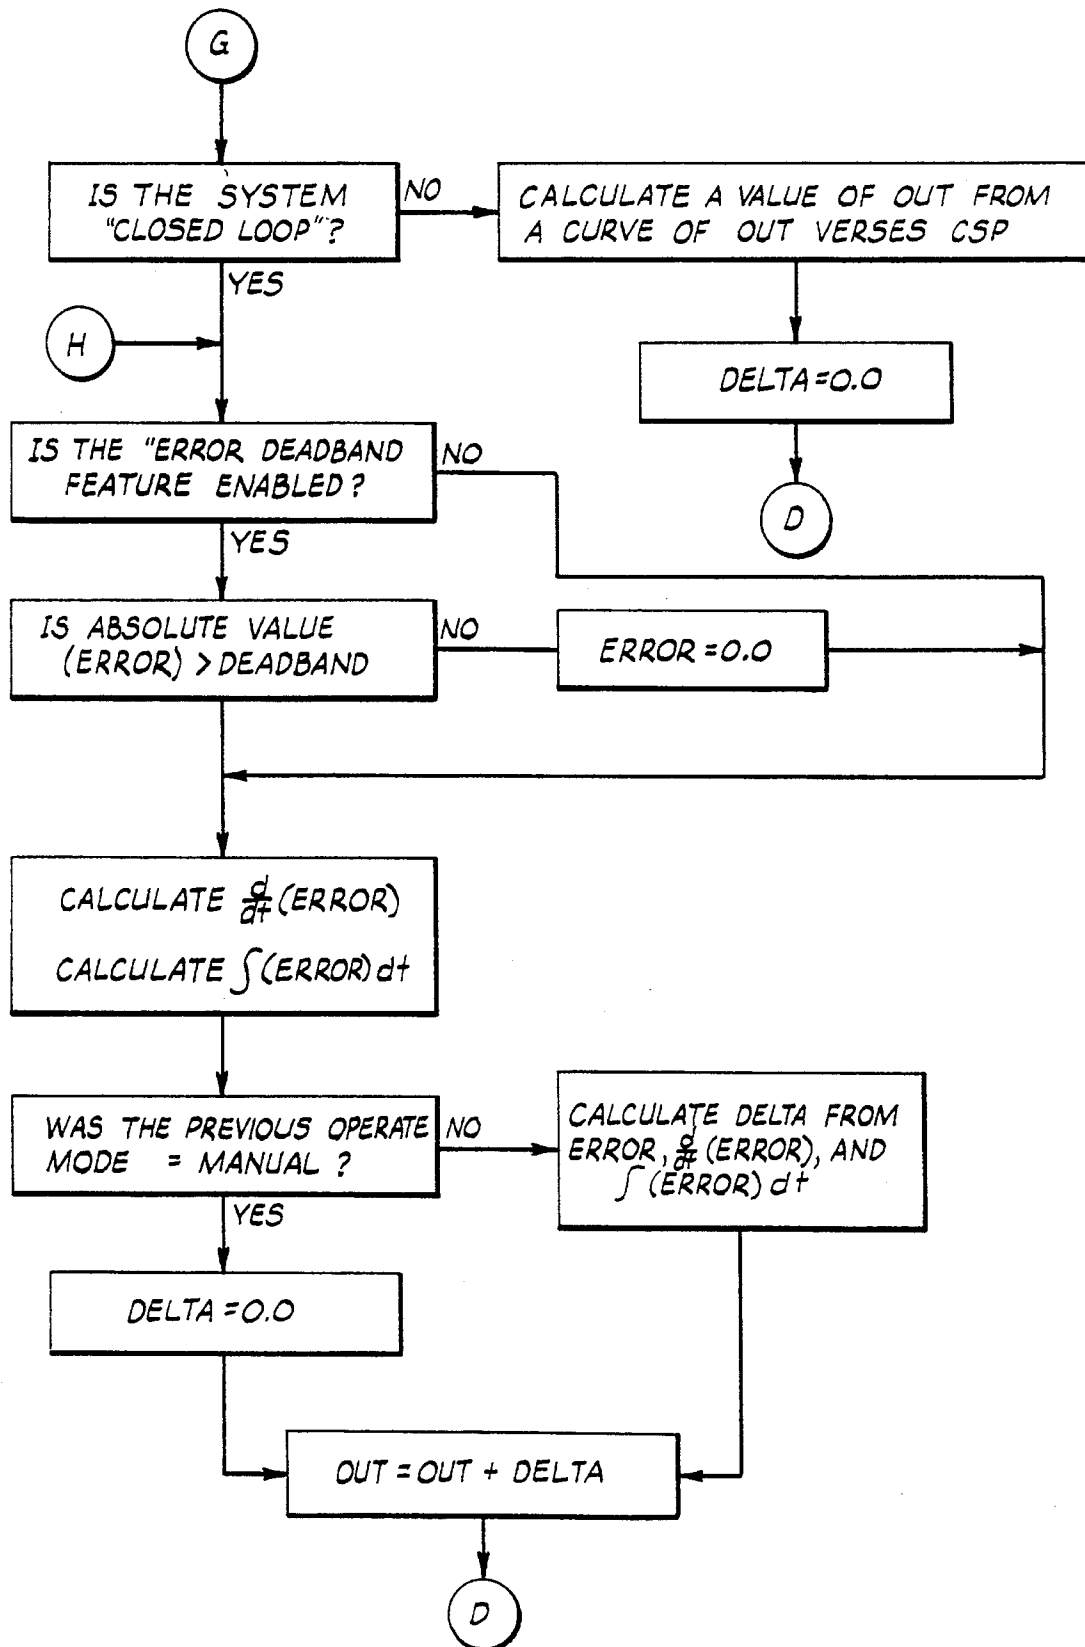 G
IS THE SYSTEM
"CLOSED LOOP"?
NO
CALCULATE A VALUE OF OUT FROM
A CURVE OF OUT VERSES CSP
YES
H
DELTA=0.0
IS THE "ERROR DEADBAND
FEATURE ENABLED?
NO
D
YES
IS ABSOLUTE VALUE
(ERROR) > DEADBAND
NO
ERROR=0.0
CALCULATE d/dt (ERROR)
CALCULATE ∫(ERROR) dt
WAS THE PREVIOUS OPERATE
MODE = MANUAL ?
NO
CALCULATE DELTA FROM
ERROR, d/dt (ERROR), AND
∫ (ERROR) dt
YES
DELTA=0.0
OUT=OUT + DELTA
D